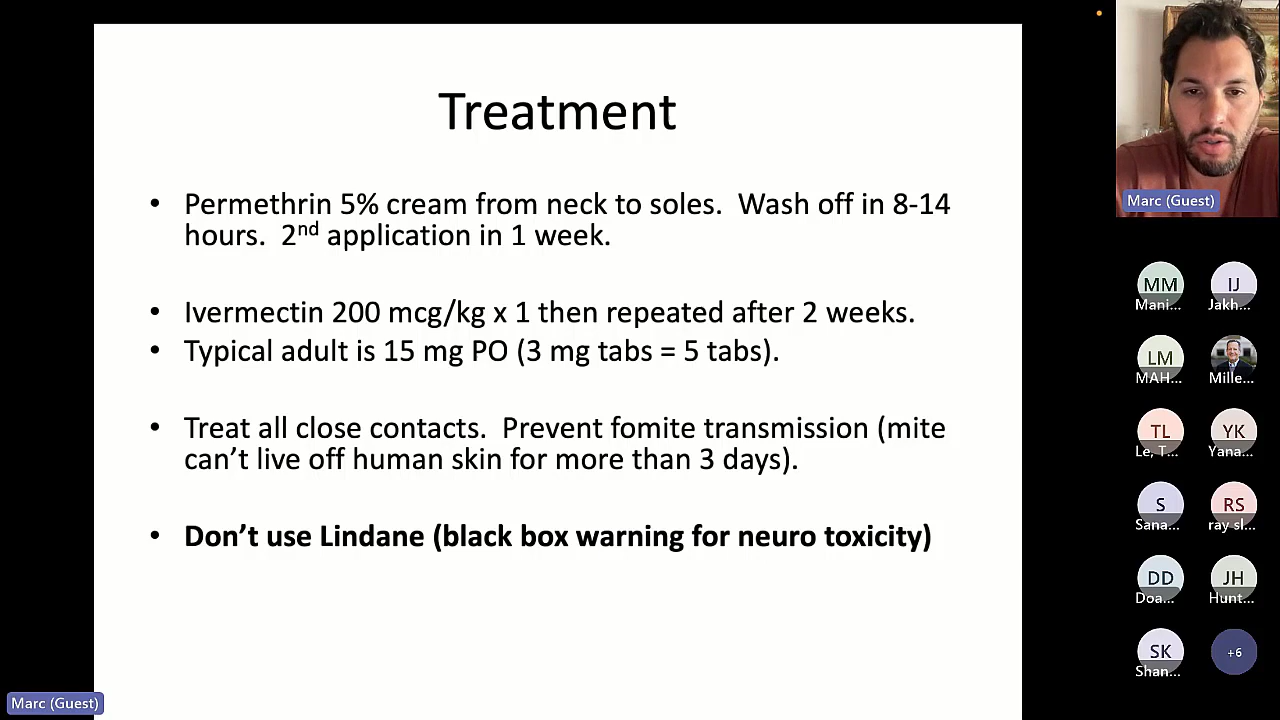 Treatment
• Permethrin 5% cream from neck to soles.  Wash off in 8-14
hours.  2nd application in 1 week.
• Ivermectin 200 mcg/kg x 1 then repeated after 2 weeks.
• Typical adult is 15 mg PO (3 mg tabs = 5 tabs).
• Treat all close contacts.  Prevent fomite transmission (mite
can’t live off human skin for more than 3 days).
• Don’t use Lindane (black box warning for neuro toxicity)
Marc (Guest)
MM IJ
Mani... Jakh...
LM
MAH... Mille...
TL YK
Le, T... Yana...
S RS
Sana... ray sl...
DD JH
Doa... Hunt...
SK +6
Shan...
Marc (Guest)